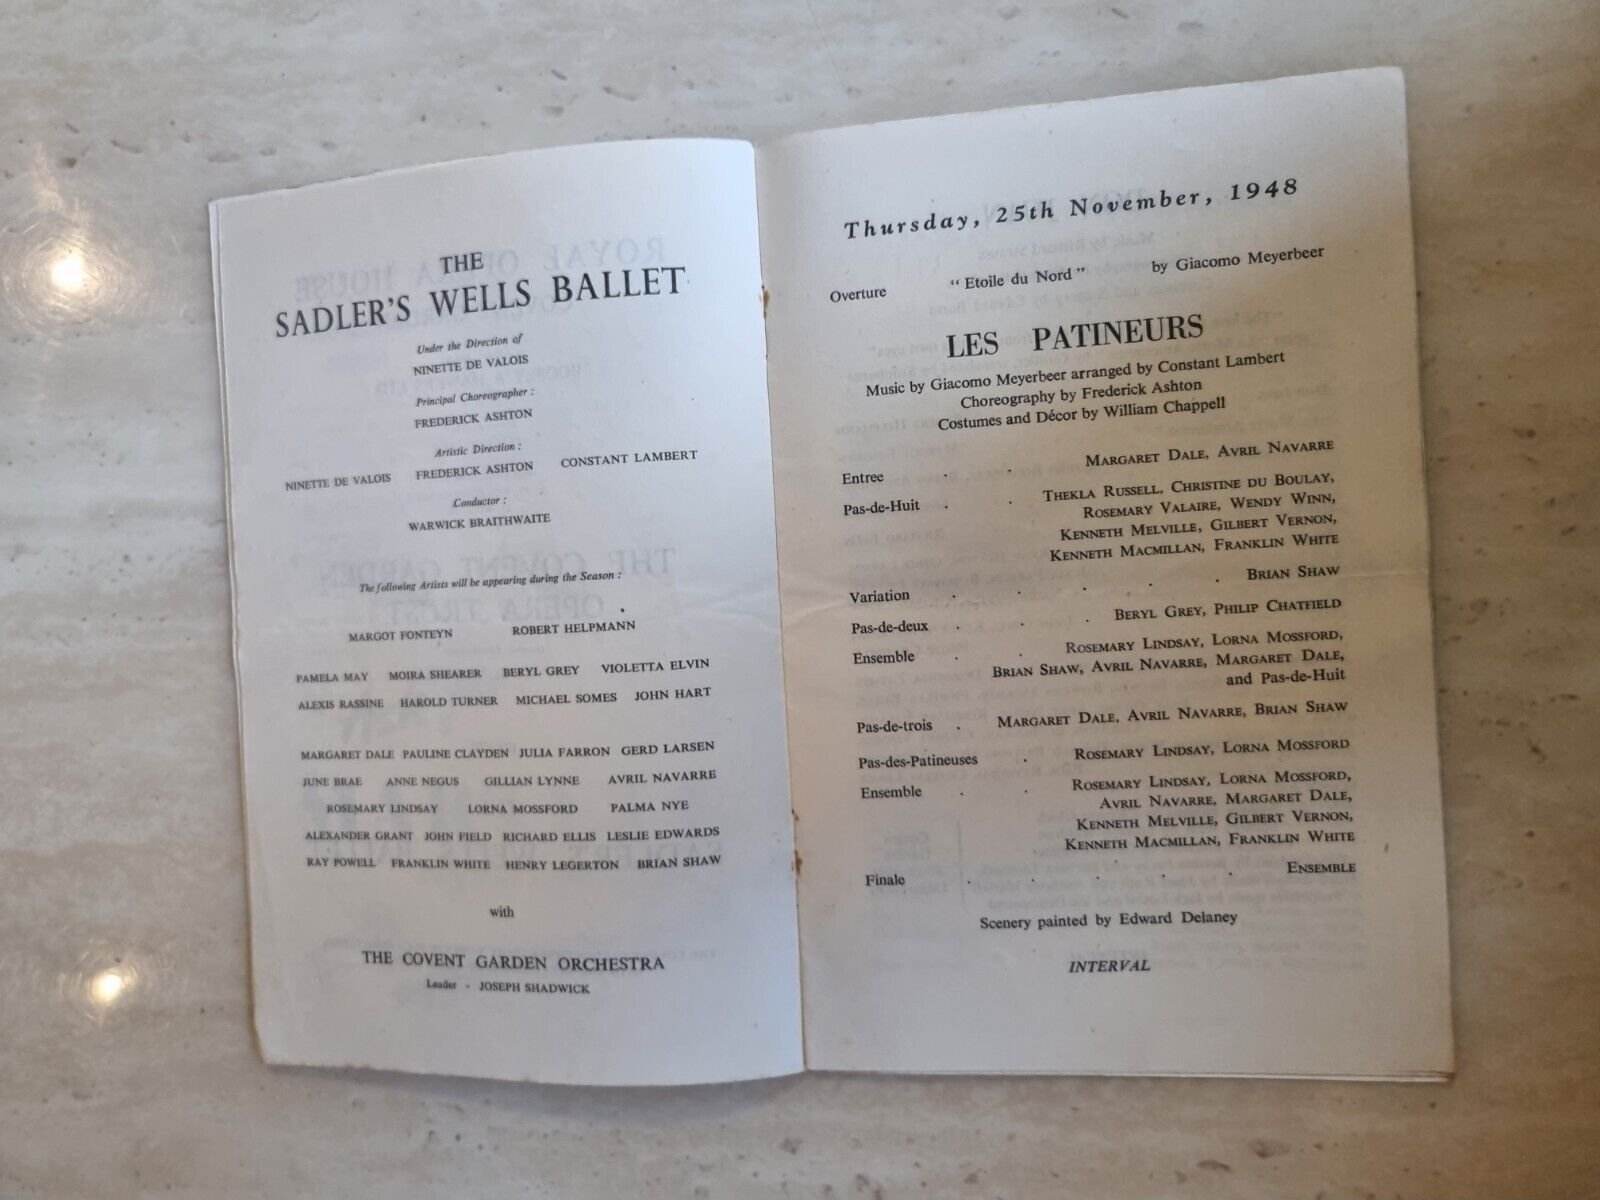 THE
SADLER'S WELLS BALLET
Under the Direction of
NINETTE DE VALOIS
Principal Choreographer :
FREDERICK ASHTON
Artistic Direction :
NINETTE DE VALOIS FREDERICK ASHTON CONSTANT LAMBERT
Conductor :
WARWICK BRAITHWAITE
The following Artists will be appearing during the Season :
MARGOT FONTEYN ROBERT HELPMANN
PAMELA MAY MOIRA SHEARER BERYL GREY VIOLETTA ELVIN
ALEXIS RASSINE HAROLD TURNER MICHAEL SOMES JOHN HART
MARGARET DALE PAULINE CLAYDEN JULIA FARRON GERD LARSEN
JUNE BRAE ANNE NEGUS GILLIAN LYNNE AVRIL NAVARRE
ROSEMARY LINDSAY LORNA MOSSFORD PALMA NYE
ALEXANDER GRANT JOHN FIELD RICHARD ELLIS LESLIE EDWARDS
RAY POWELL FRANKLIN WHITE HENRY LEGERTON BRIAN SHAW
with
THE COVENT GARDEN ORCHESTRA
Leader - JOSEPH SHADWICK
Thursday, 25th November, 1948
Overture "Etoile du Nord" by Giacomo Meyerbeer
LES PATINEURS
Music by Giacomo Meyerbeer arranged by Constant Lambert
Choreography by Frederick Ashton
Costumes and Décor by William Chappell
Entree . . MARGARET DALE, AVRIL NAVARRE
Pas-de-Huit . . THEKLA RUSSELL, CHRISTINE DU BOULAY,
ROSEMARY VALAIRE, WENDY WINN,
KENNETH MELVILLE, GILBERT VERNON,
KENNETH MACMILLAN, FRANKLIN WHITE
Variation . . . . . BRIAN SHAW
Pas-de-deux . . . BERYL GREY, PHILIP CHATFIELD
Ensemble . . ROSEMARY LINDSAY, LORNA MOSSFORD,
BRIAN SHAW, AVRIL NAVARRE, MARGARET DALE,
and Pas-de-Huit
Pas-de-trois . MARGARET DALE, AVRIL NAVARRE, BRIAN SHAW
Pas-des-Patineuses . ROSEMARY LINDSAY, LORNA MOSSFORD
Ensemble . . ROSEMARY LINDSAY, LORNA MOSSFORD,
AVRIL NAVARRE, MARGARET DALE,
KENNETH MELVILLE, GILBERT VERNON,
KENNETH MACMILLAN, FRANKLIN WHITE
Finale . . . . . ENSEMBLE
Scenery painted by Edward Delaney
INTERVAL